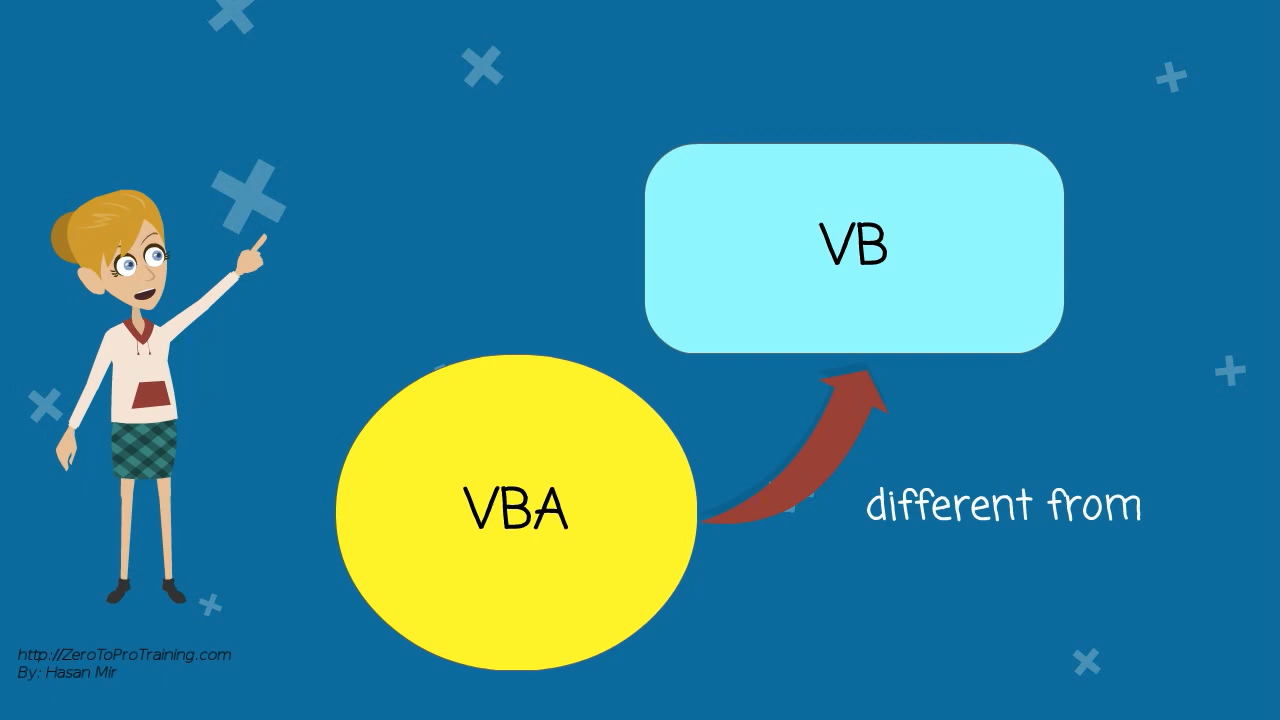 VB
VBA
different from
http://ZeroToProTraining.com
By: Hasan Mir